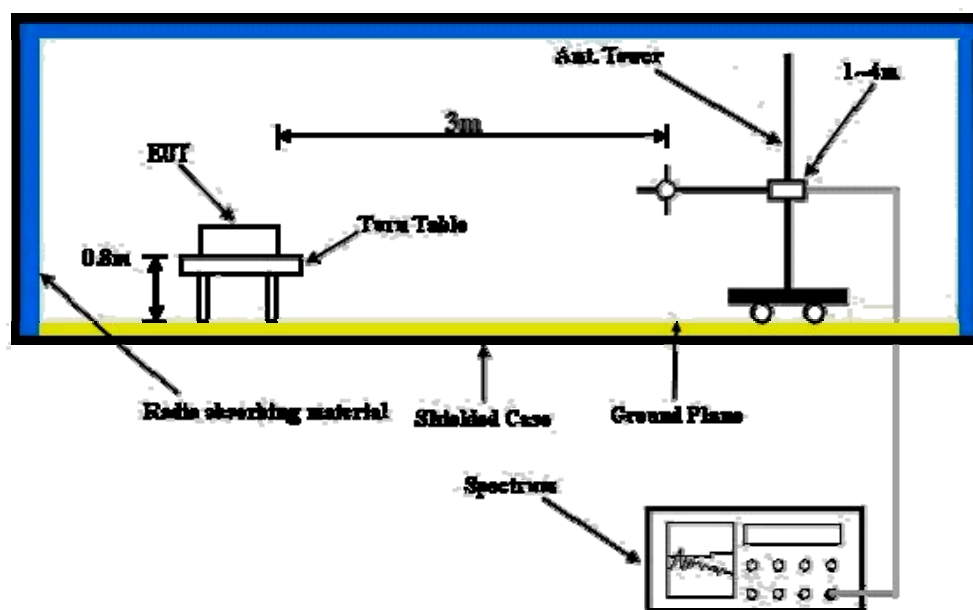 Ant. Tower
1~4m
3m
EUT
Turn Table
0.8m
Radio absorbing material
Shielded Case
Ground Plane
Spectrum